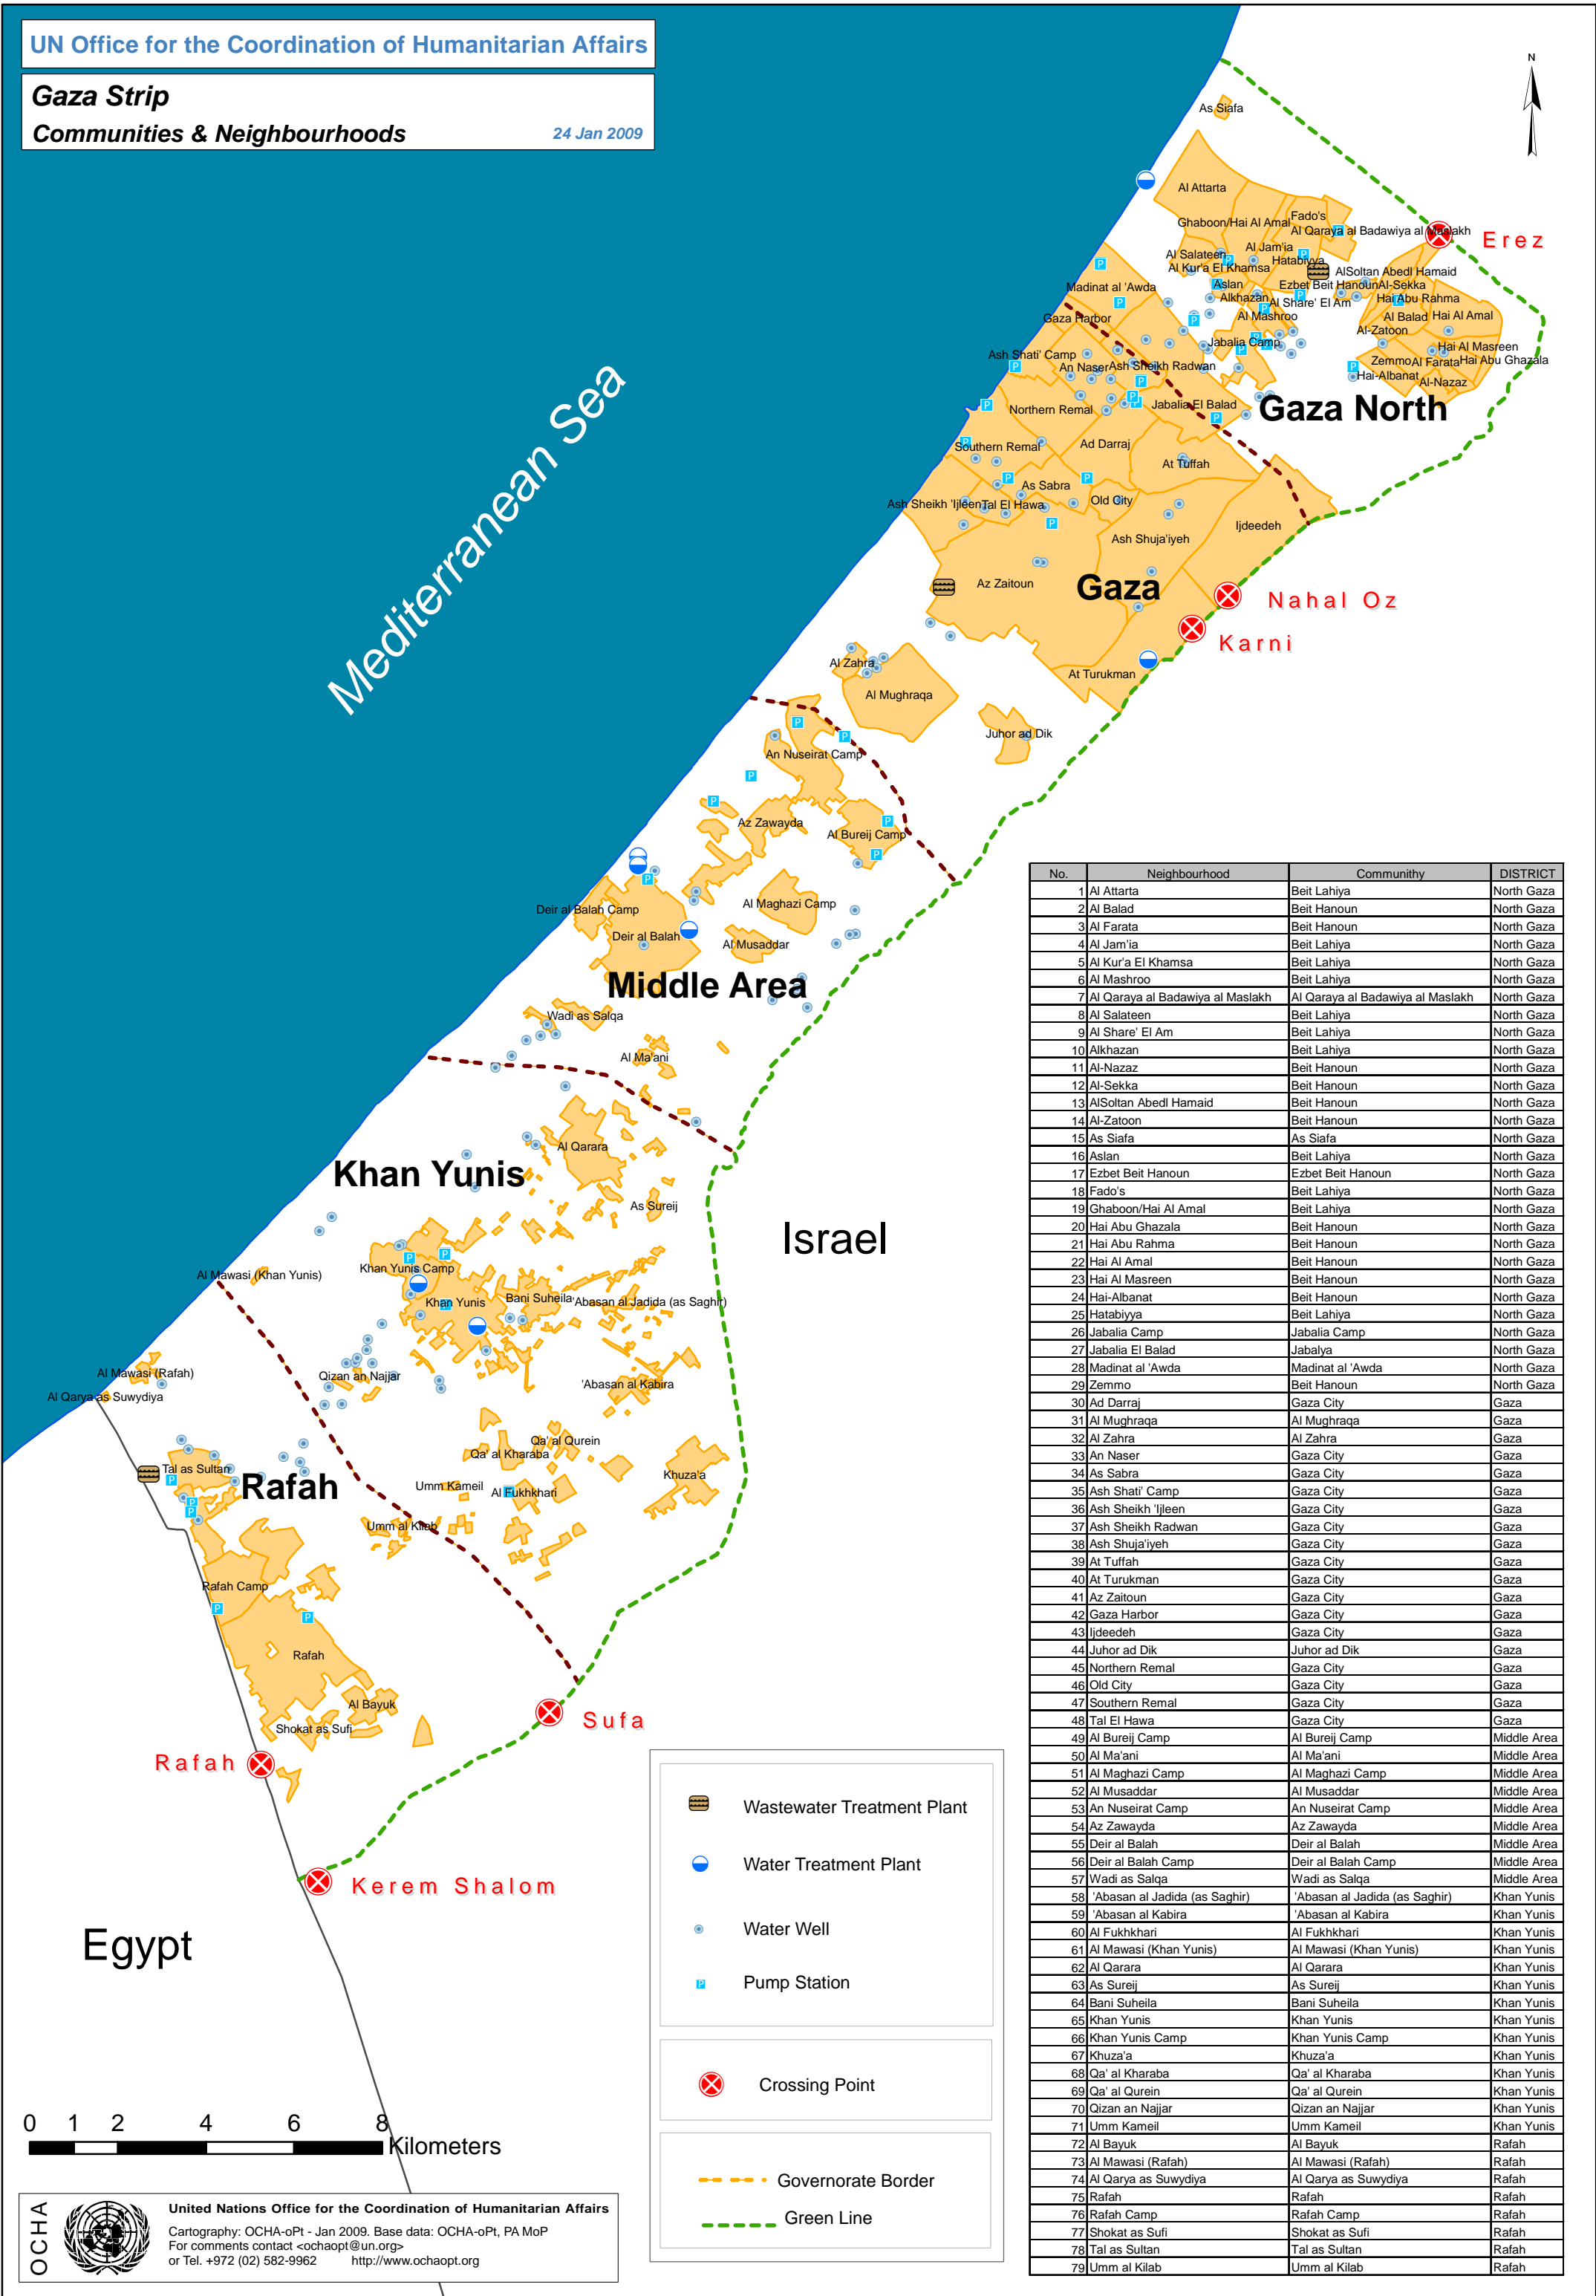 UN Office for the Coordination of Humanitarian Affairs
Gaza Strip
Communities & Neighbourhoods
24 Jan 2009
N
Mediterranean Sea
As Siafa
Al Attarta
Ghaboon/Hai Al Amal
Fado's
Al Qaraya al Badawiya al Maslakh
Erez
Al Salateen
Al Jam'ia
Hatabiyya
Al Kur'a El Khamsa
AlSoltan Abedl Hamaid
Aslan
Ezbet Beit Hanoun
Al-Sekka
Madinat al 'Awda
Alkhazan
Al Share' El Am
Hai Abu Rahma
Gaza Harbor
Al Mashroo
Al Balad
Hai Al Amal
Al-Zatoon
Ash Shati' Camp
Jabalia Camp
Hai Al Masreen
An Naser
Ash Sheikh Radwan
Zemmo
Al Farata
Hai Abu Ghazala
Hai-Albanat
Al-Nazaz
Northern Remal
Jabalia El Balad
Gaza North
Southern Remal
Ad Darraj
At Tuffah
As Sabra
Ash Sheikh 'Ijleen
Tal El Hawa
Old City
Ijdeedeh
Ash Shuja'iyeh
Az Zaitoun
Gaza
Nahal Oz
Karni
Al Zahra
At Turukman
Al Mughraqa
Juhor ad Dik
An Nuseirat Camp
Az Zawayda
Al Bureij Camp
Al Maghazi Camp
Deir al Balah Camp
Deir al Balah
Al Musaddar
Middle Area
Wadi as Salqa
Al Ma'ani
Al Qarara
Khan Yunis
As Sureij
Israel
Al Mawasi (Khan Yunis)
Khan Yunis Camp
Khan Yunis
Bani Suheila
'Abasan al Jadida (as Saghir)
Al Mawasi (Rafah)
Qizan an Najjar
'Abasan al Kabira
Al Qarya as Suwydiya
Qa' al Qurein
Qa' al Kharaba
Tal as Sultan
Khuza'a
Rafah
Umm Kameil
Al Fukhkhari
Umm al Kilab
Rafah Camp
Rafah
Al Bayuk
Shokat as Sufi
Sufa
Rafah
Kerem Shalom
Egypt
No. Neighbourhood Communithy DISTRICT
1 Al Attarta Beit Lahiya North Gaza
2 Al Balad Beit Hanoun North Gaza
3 Al Farata Beit Hanoun North Gaza
4 Al Jam'ia Beit Lahiya North Gaza
5 Al Kur'a El Khamsa Beit Lahiya North Gaza
6 Al Mashroo Beit Lahiya North Gaza
7 Al Qaraya al Badawiya al Maslakh Al Qaraya al Badawiya al Maslakh North Gaza
8 Al Salateen Beit Lahiya North Gaza
9 Al Share' El Am Beit Lahiya North Gaza
10 Alkhazan Beit Lahiya North Gaza
11 Al-Nazaz Beit Hanoun North Gaza
12 Al-Sekka Beit Hanoun North Gaza
13 AlSoltan Abedl Hamaid Beit Hanoun North Gaza
14 Al-Zatoon Beit Hanoun North Gaza
15 As Siafa As Siafa North Gaza
16 Aslan Beit Lahiya North Gaza
17 Ezbet Beit Hanoun Ezbet Beit Hanoun North Gaza
18 Fado's Beit Lahiya North Gaza
19 Ghaboon/Hai Al Amal Beit Lahiya North Gaza
20 Hai Abu Ghazala Beit Hanoun North Gaza
21 Hai Abu Rahma Beit Hanoun North Gaza
22 Hai Al Amal Beit Hanoun North Gaza
23 Hai Al Masreen Beit Hanoun North Gaza
24 Hai-Albanat Beit Hanoun North Gaza
25 Hatabiyya Beit Lahiya North Gaza
26 Jabalia Camp Jabalia Camp North Gaza
27 Jabalia El Balad Jabalya North Gaza
28 Madinat al 'Awda Madinat al 'Awda North Gaza
29 Zemmo Beit Hanoun North Gaza
30 Ad Darraj Gaza City Gaza
31 Al Mughraqa Al Mughraqa Gaza
32 Al Zahra Al Zahra Gaza
33 An Naser Gaza City Gaza
34 As Sabra Gaza City Gaza
35 Ash Shati' Camp Gaza City Gaza
36 Ash Sheikh 'Ijleen Gaza City Gaza
37 Ash Sheikh Radwan Gaza City Gaza
38 Ash Shuja'iyeh Gaza City Gaza
39 At Tuffah Gaza City Gaza
40 At Turukman Gaza City Gaza
41 Az Zaitoun Gaza City Gaza
42 Gaza Harbor Gaza City Gaza
43 Ijdeedeh Gaza City Gaza
44 Juhor ad Dik Juhor ad Dik Gaza
45 Northern Remal Gaza City Gaza
46 Old City Gaza City Gaza
47 Southern Remal Gaza City Gaza
48 Tal El Hawa Gaza City Gaza
49 Al Bureij Camp Al Bureij Camp Middle Area
50 Al Ma'ani Al Ma'ani Middle Area
51 Al Maghazi Camp Al Maghazi Camp Middle Area
52 Al Musaddar Al Musaddar Middle Area
53 An Nuseirat Camp An Nuseirat Camp Middle Area
54 Az Zawayda Az Zawayda Middle Area
55 Deir al Balah Deir al Balah Middle Area
56 Deir al Balah Camp Deir al Balah Camp Middle Area
57 Wadi as Salqa Wadi as Salqa Middle Area
58 'Abasan al Jadida (as Saghir) 'Abasan al Jadida (as Saghir) Khan Yunis
59 'Abasan al Kabira 'Abasan al Kabira Khan Yunis
60 Al Fukhkhari Al Fukhkhari Khan Yunis
61 Al Mawasi (Khan Yunis) Al Mawasi (Khan Yunis) Khan Yunis
62 Al Qarara Al Qarara Khan Yunis
63 As Sureij As Sureij Khan Yunis
64 Bani Suheila Bani Suheila Khan Yunis
65 Khan Yunis Khan Yunis Khan Yunis
66 Khan Yunis Camp Khan Yunis Camp Khan Yunis
67 Khuza'a Khuza'a Khan Yunis
68 Qa' al Kharaba Qa' al Kharaba Khan Yunis
69 Qa' al Qurein Qa' al Qurein Khan Yunis
70 Qizan an Najjar Qizan an Najjar Khan Yunis
71 Umm Kameil Umm Kameil Khan Yunis
72 Al Bayuk Al Bayuk Rafah
73 Al Mawasi (Rafah) Al Mawasi (Rafah) Rafah
74 Al Qarya as Suwydiya Al Qarya as Suwydiya Rafah
75 Rafah Rafah Rafah
76 Rafah Camp Rafah Camp Rafah
77 Shokat as Sufi Shokat as Sufi Rafah
78 Tal as Sultan Tal as Sultan Rafah
79 Umm al Kilab Umm al Kilab Rafah
Wastewater Treatment Plant
Water Treatment Plant
Water Well
P Pump Station
Crossing Point
Governorate Border
Green Line
0 1 2 4 6 8
Kilometers
OCHA
United Nations Office for the Coordination of Humanitarian Affairs
Cartography: OCHA-oPt - Jan 2009. Base data: OCHA-oPt, PA MoP
For comments contact <ochaopt@un.org>
or Tel. +972 (02) 582-9962 http://www.ochaopt.org